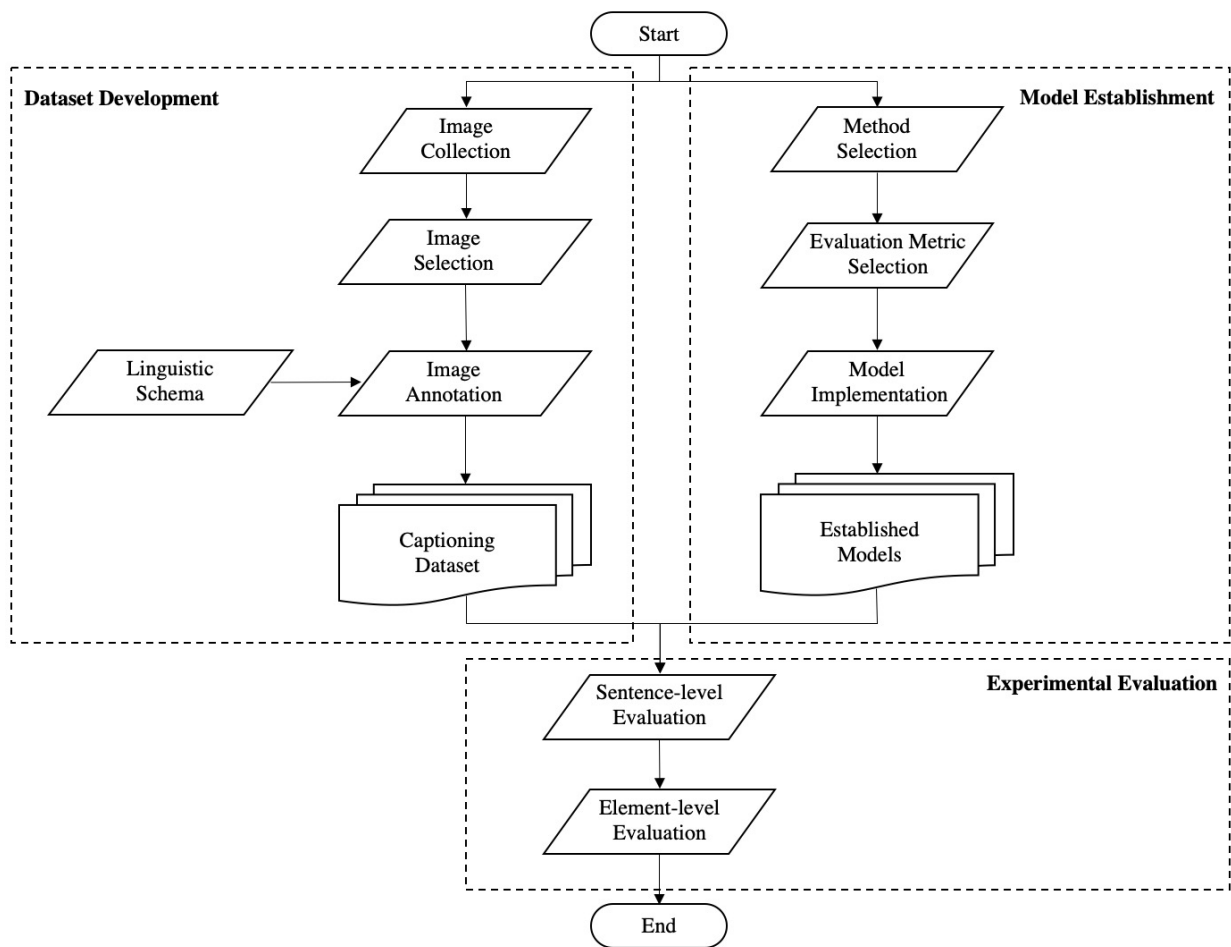 Start
Dataset Development
Model Establishment
Image
Collection
Method
Selection
Image
Selection
Evaluation Metric
Selection
Linguistic
Schema
Image
Annotation
Model
Implementation
Captioning
Dataset
Established
Models
Experimental Evaluation
Sentence-level
Evaluation
Element-level
Evaluation
End